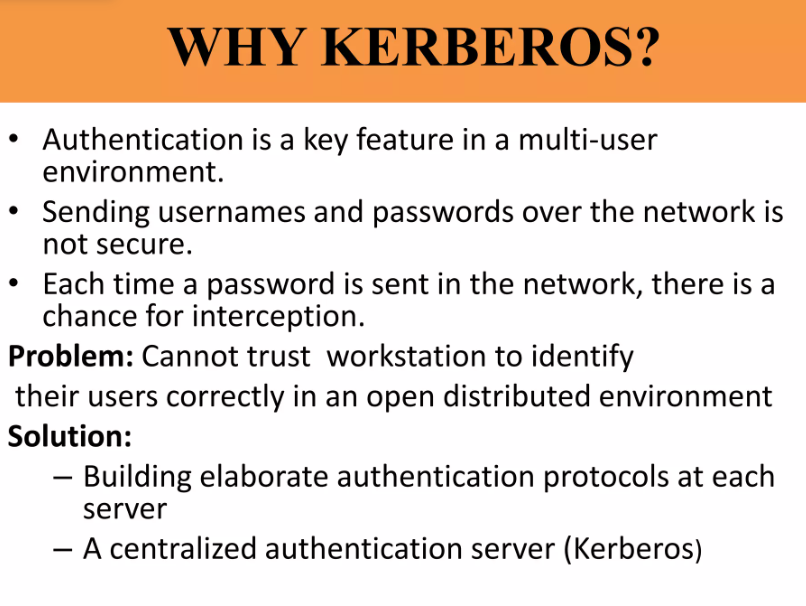 WHY KERBEROS?
• Authentication is a key feature in a multi-user
environment.
• Sending usernames and passwords over the network is
not secure.
• Each time a password is sent in the network, there is a
chance for interception.
Problem: Cannot trust  workstation to identify
their users correctly in an open distributed environment
Solution:
– Building elaborate authentication protocols at each
server
– A centralized authentication server (Kerberos)